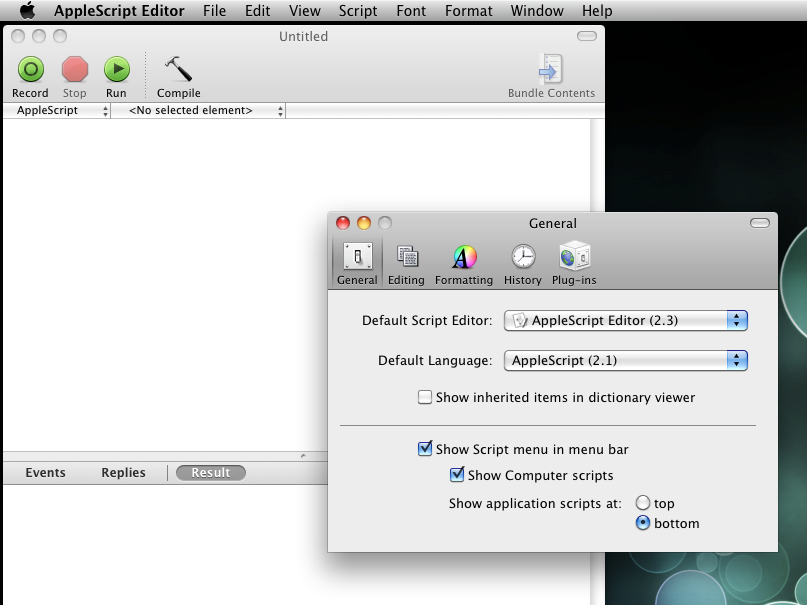 AppleScript Editor File Edit View Script Font Format Window Help
Untitled
Record Stop Run Compile Bundle Contents
AppleScript <No selected element>
General
General Editing Formatting History Plug-ins
Default Script Editor: AppleScript Editor (2.3)
Default Language: AppleScript (2.1)
Show inherited items in dictionary viewer
Show Script menu in menu bar
Show Computer scripts
Show application scripts at: top
bottom
Events Replies Result